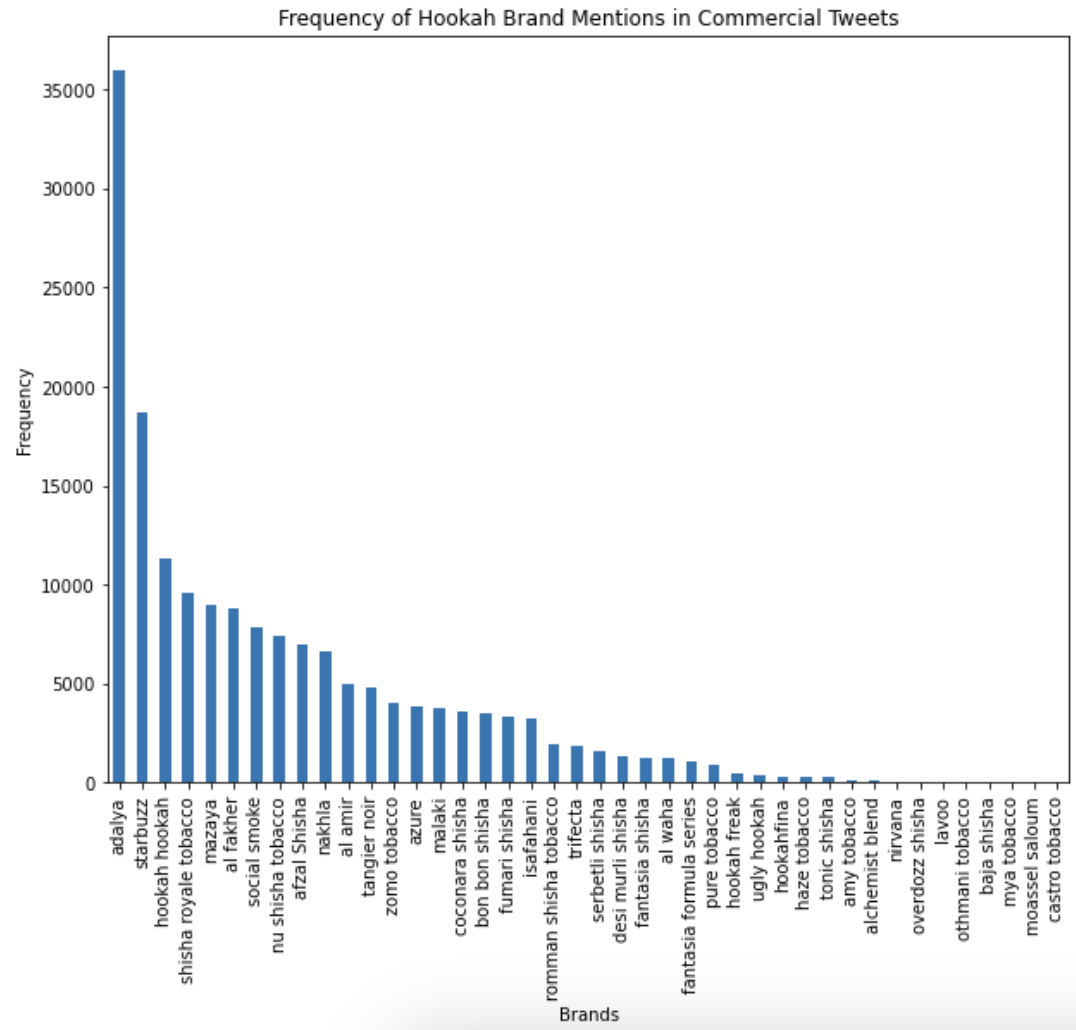 Frequency of Hookah Brand Mentions in Commercial Tweets
Frequency
35000
30000
25000
20000
15000
10000
5000
0
adalya
starbuzz
hookah hookah
shisha royale tobacco
mazaya
al fakher
social smoke
nu shisha tobacco
afzal Shisha
nakhla
al amir
tangier noir
zomo tobacco
azure
malaki
coconara shisha
bon bon shisha
fumari shisha
isafahani
romman shisha tobacco
trifecta
serbetli shisha
desi murli shisha
fantasia shisha
al waha
fantasia formula series
pure tobacco
hookah freak
ugly hookah
hookahfina
haze tobacco
tonic shisha
amy tobacco
alchemist blend
nirvana
overdozz shisha
lavoo
othmani tobacco
baja shisha
mya tobacco
moassel saloum
castro tobacco
Brands